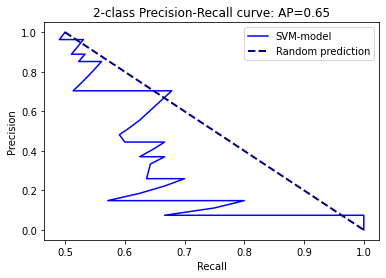 2-class Precision-Recall curve: AP=0.65
SVM-model
Random prediction
Precision
1.0
0.8
0.6
0.4
0.2
0.0
0.5 0.6 0.7 0.8 0.9 1.0
Recall